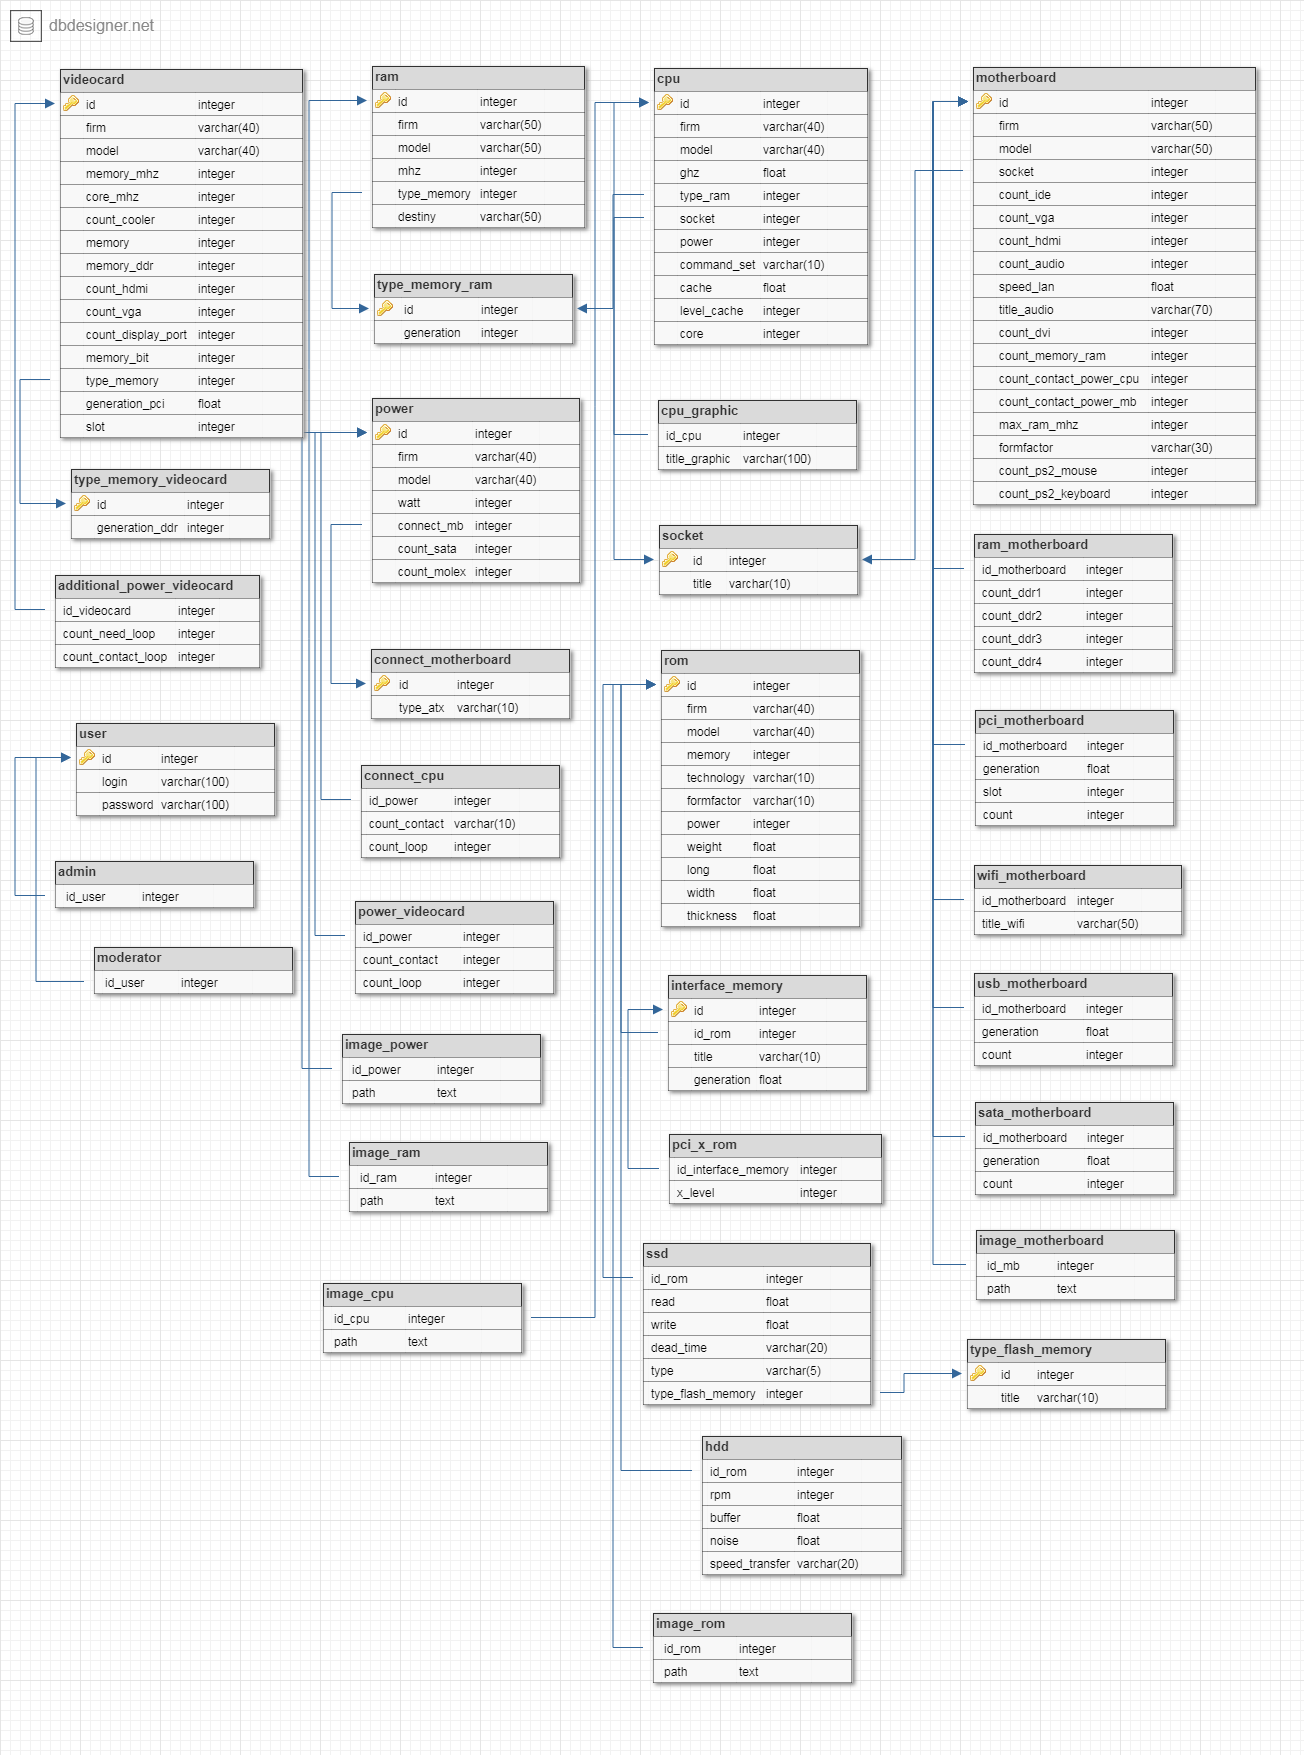 dbdesigner.net
videocard
id integer
firm varchar(40)
model varchar(40)
memory_mhz integer
core_mhz integer
count_cooler integer
memory integer
memory_ddr integer
count_hdmi integer
count_vga integer
count_display_port integer
memory_bit integer
type_memory integer
generation_pci float
slot integer
type_memory_videocard
id integer
generation_ddr integer
additional_power_videocard
id_videocard integer
count_need_loop integer
count_contact_loop integer
user
id integer
login varchar(100)
password varchar(100)
admin
id_user integer
moderator
id_user integer
ram
id integer
firm varchar(50)
model varchar(50)
mhz integer
type_memory integer
destiny varchar(50)
type_memory_ram
id integer
generation integer
power
id integer
firm varchar(40)
model varchar(40)
watt integer
connect_mb integer
count_sata integer
count_molex integer
connect_motherboard
id integer
type_atx varchar(10)
connect_cpu
id_power integer
count_contact varchar(10)
count_loop integer
power_videocard
id_power integer
count_contact integer
count_loop integer
image_power
id_power integer
path text
image_ram
id_ram integer
path text
image_cpu
id_cpu integer
path text
cpu
id integer
firm varchar(40)
model varchar(40)
ghz float
type_ram integer
socket integer
power integer
command_set varchar(10)
cache float
level_cache integer
core integer
cpu_graphic
id_cpu integer
title_graphic varchar(100)
socket
id integer
title varchar(10)
rom
id integer
firm varchar(40)
model varchar(40)
memory integer
technology varchar(10)
formfactor varchar(10)
power integer
weight float
long float
width float
thickness float
interface_memory
id integer
id_rom integer
title varchar(10)
generation float
pci_x_rom
id_interface_memory integer
x_level integer
ssd
id_rom integer
read float
write float
dead_time varchar(20)
type varchar(5)
type_flash_memory integer
hdd
id_rom integer
rpm integer
buffer float
noise float
speed_transfer varchar(20)
image_rom
id_rom integer
path text
motherboard
id integer
firm varchar(50)
model varchar(50)
socket integer
count_ide integer
count_vga integer
count_hdmi integer
count_audio integer
speed_lan float
title_audio varchar(70)
count_dvi integer
count_memory_ram integer
count_contact_power_cpu integer
count_contact_power_mb integer
max_ram_mhz integer
formfactor varchar(30)
count_ps2_mouse integer
count_ps2_keyboard integer
ram_motherboard
id_motherboard integer
count_ddr1 integer
count_ddr2 integer
count_ddr3 integer
count_ddr4 integer
pci_motherboard
id_motherboard integer
generation float
slot integer
count integer
wifi_motherboard
id_motherboard integer
title_wifi varchar(50)
usb_motherboard
id_motherboard integer
generation float
count integer
sata_motherboard
id_motherboard integer
generation float
count integer
image_motherboard
id_mb integer
path text
type_flash_memory
id integer
title varchar(10)